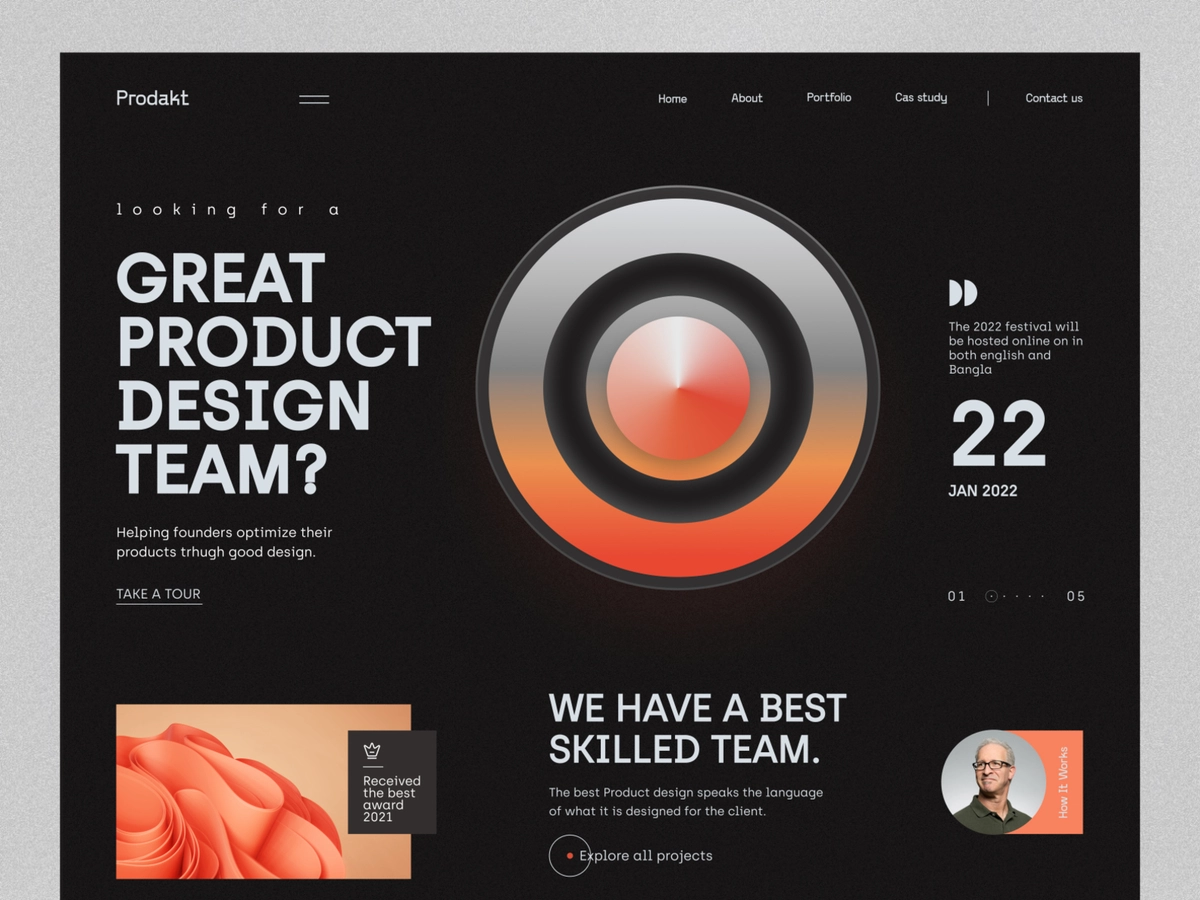 Prodakt
Home
About
Portfolio
Cas study
Contact us
looking for a
GREAT
PRODUCT
DESIGN
TEAM?
Helping founders optimize their
products trhugh good design.
TAKE A TOUR
The 2022 festival will
be hosted online on in
both english and
Bangla
22
JAN 2022
01
05
Received
the best
award
2021
WE HAVE A BEST
SKILLED TEAM.
The best Product design speaks the language
of what it is designed for the client.
Explore all projects
How It Works